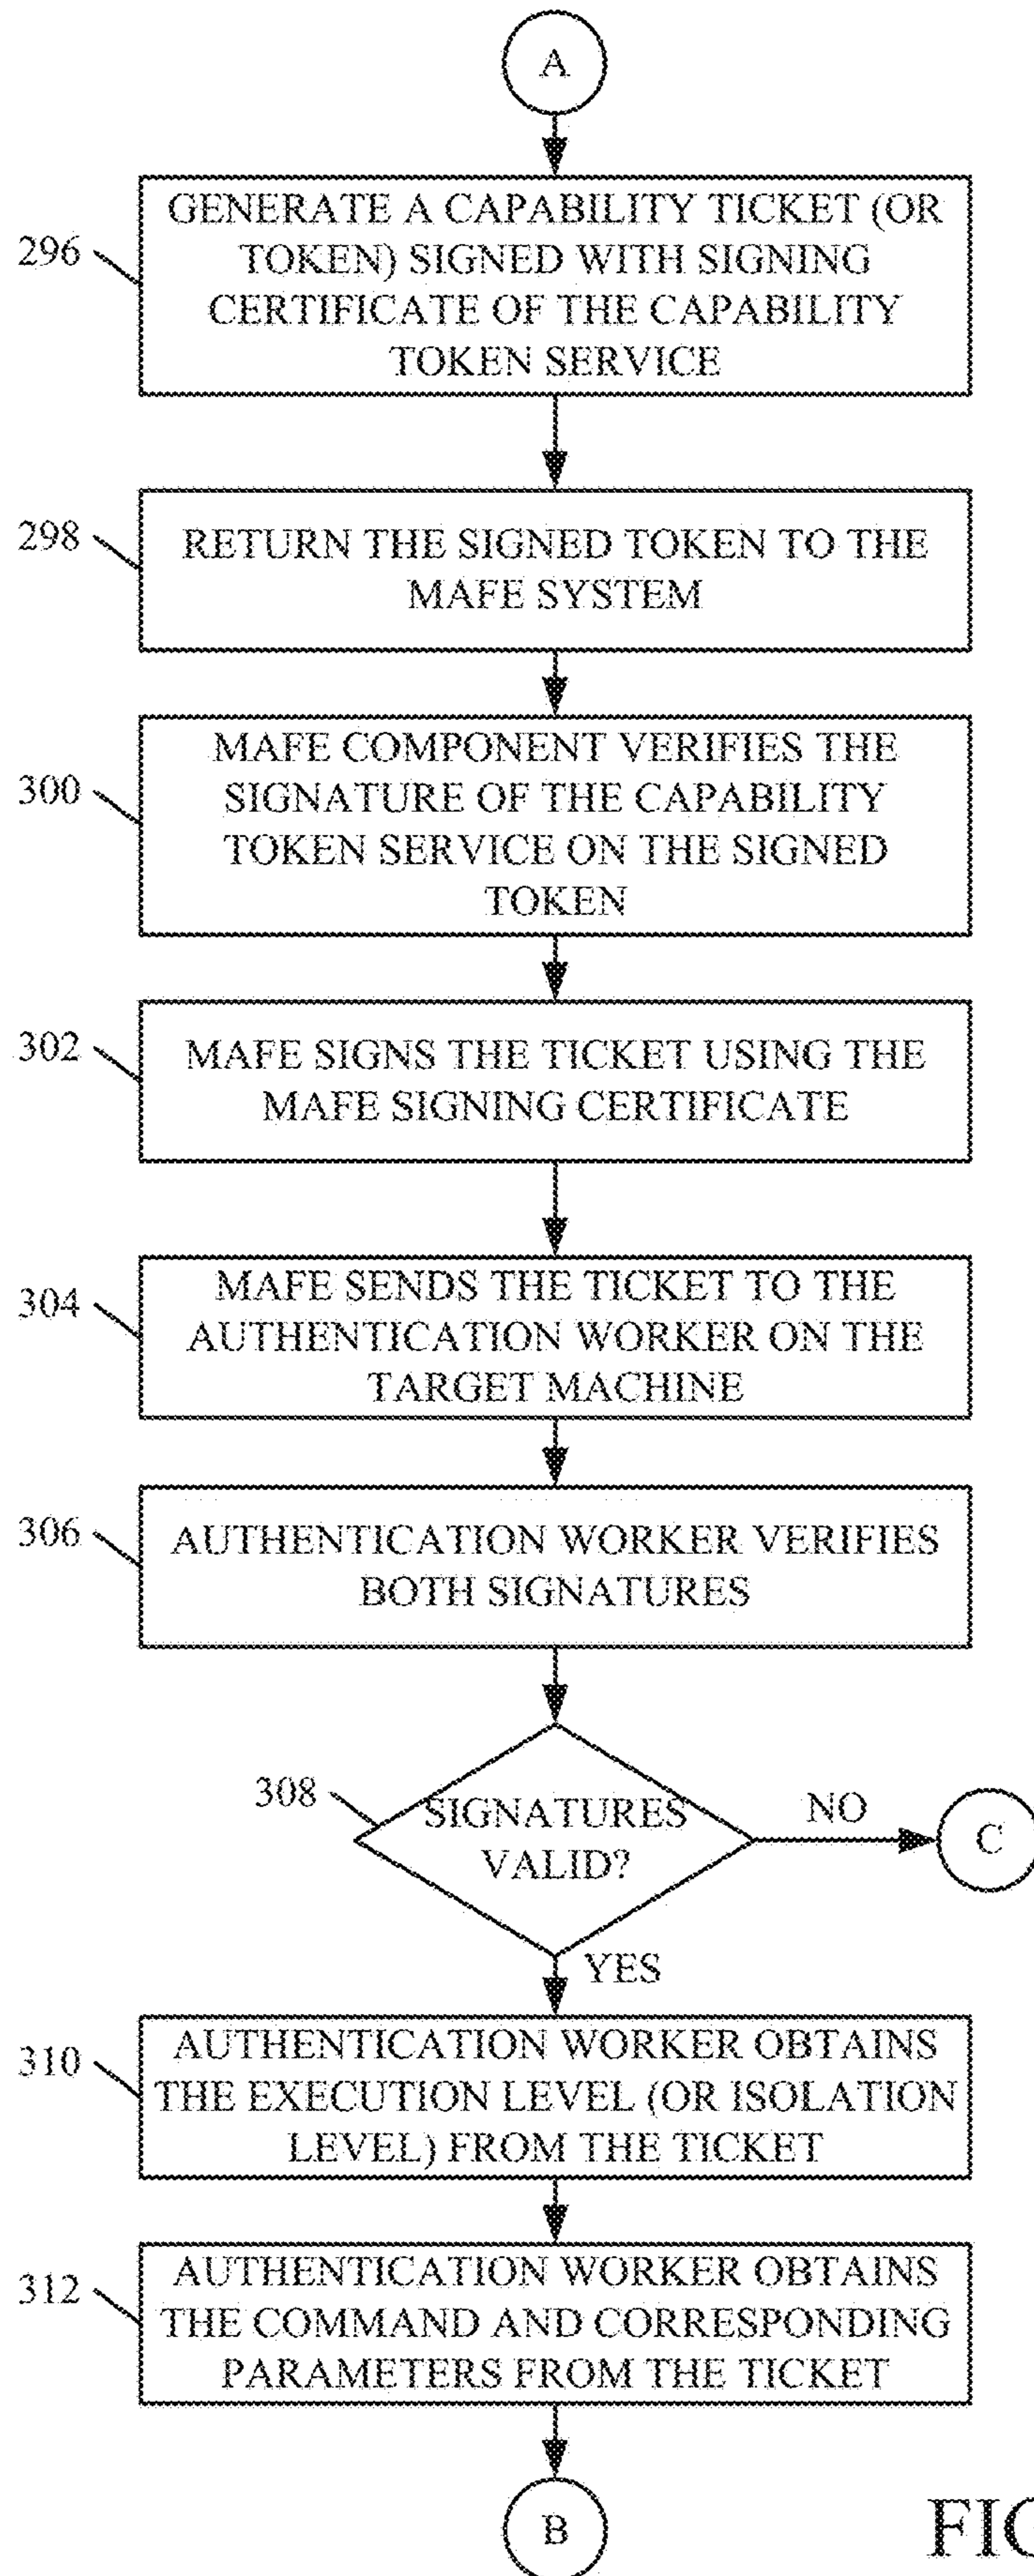 A
296
GENERATE A CAPABILITY TICKET (OR
TOKEN) SIGNED WITH SIGNING
CERTIFICATE OF THE CAPABILITY
TOKEN SERVICE
298
RETURN THE SIGNED TOKEN TO THE
MAFE SYSTEM
300
MAFE COMPONENT VERIFIES THE
SIGNATURE OF THE CAPABILITY
TOKEN SERVICE ON THE SIGNED
TOKEN
302
MAFE SIGNS THE TICKET USING THE
MAFE SIGNING CERTIFICATE
304
MAFE SENDS THE TICKET TO THE
AUTHENTICATION WORKER ON THE
TARGET MACHINE
306
AUTHENTICATION WORKER VERIFIES
BOTH SIGNATURES
308
SIGNATURES
VALID?
NO
C
YES
310
AUTHENTICATION WORKER OBTAINS
THE EXECUTION LEVEL (OR ISOLATION
LEVEL) FROM THE TICKET
312
AUTHENTICATION WORKER OBTAINS
THE COMMAND AND CORRESPONDING
PARAMETERS FROM THE TICKET
B